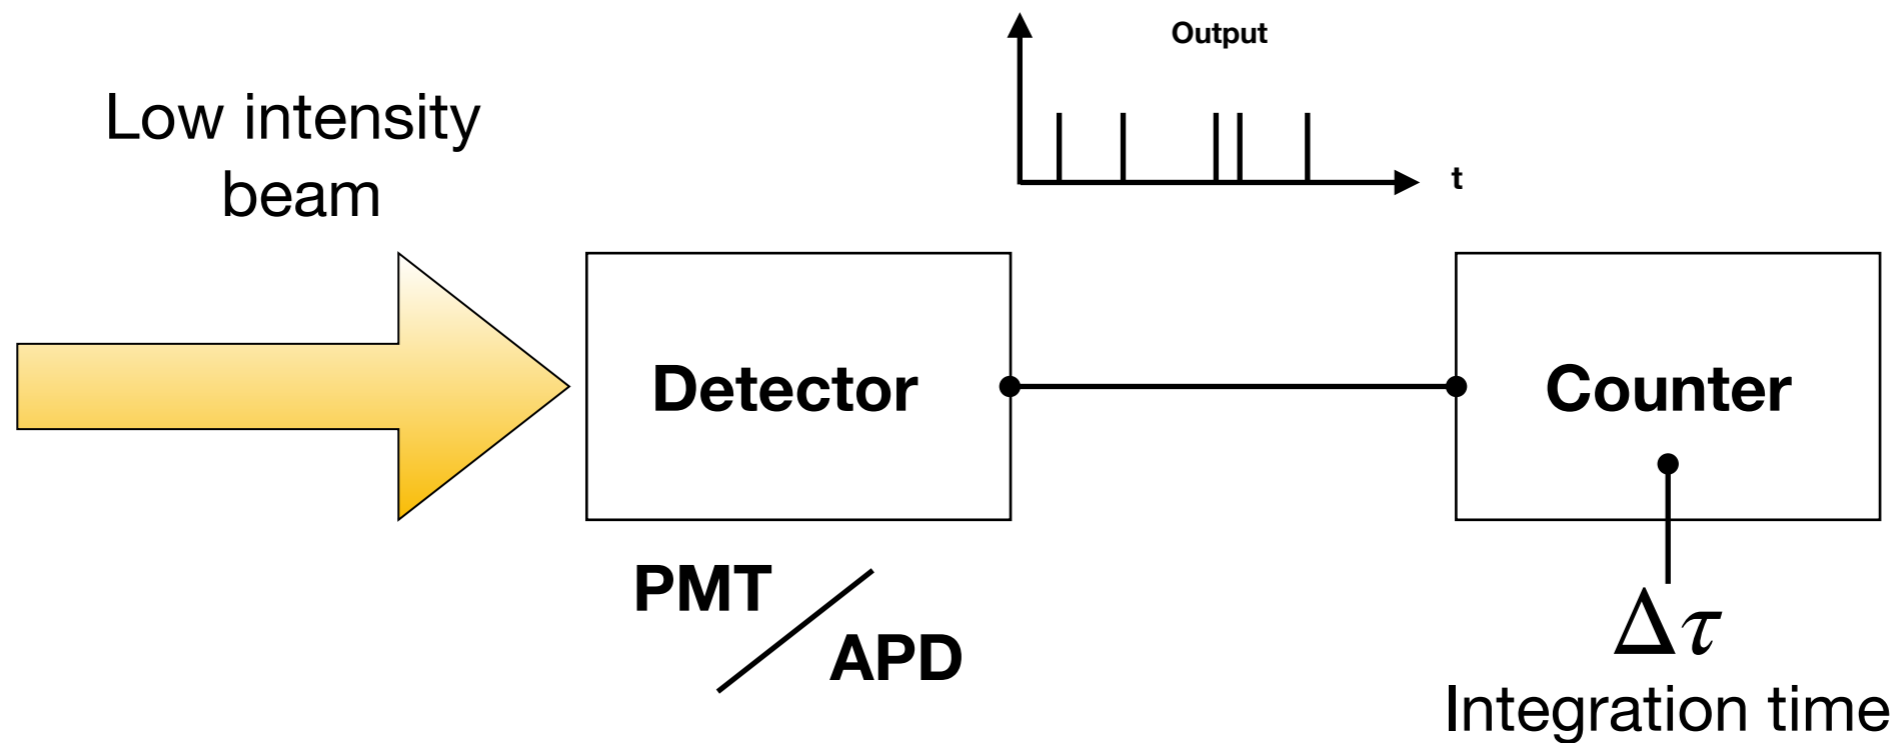 Output
t
Low intensity
beam
Detector
Counter
PMT
APD
Δτ
Integration time